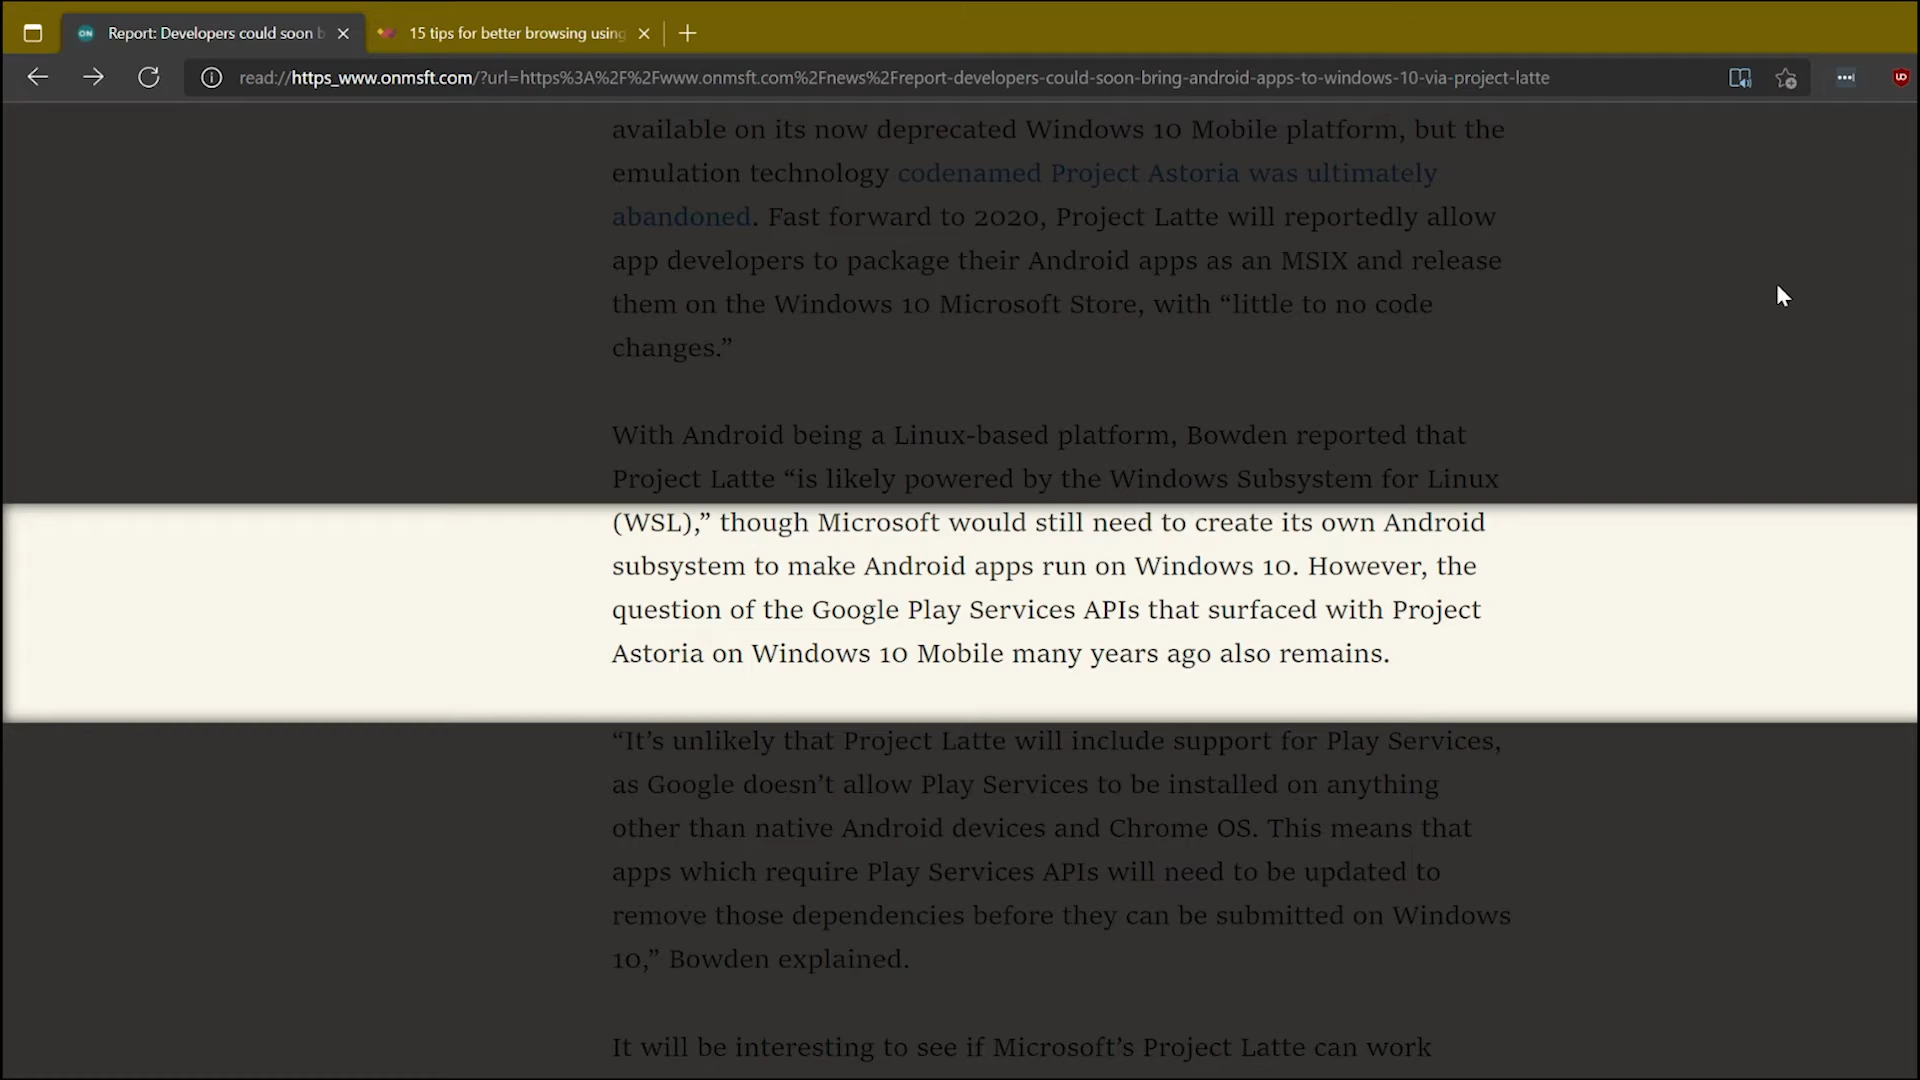 Report: Developers could soon b
15 tips for better browsing using
read://https_www.onmsft.com/?url=https%3A%2F%2Fwww.onmsft.com%2Fnews%2Freport-developers-could-soon-bring-android-apps-to-windows-10-via-project-latte
available on its now deprecated Windows 10 Mobile platform, but the
emulation technology codenamed Project Astoria was ultimately
abandoned. Fast forward to 2020, Project Latte will reportedly allow
app developers to package their Android apps as an MSIX and release
them on the Windows 10 Microsoft Store, with “little to no code
changes.”
With Android being a Linux-based platform, Bowden reported that
Project Latte “is likely powered by the Windows Subsystem for Linux
(WSL),” though Microsoft would still need to create its own Android
subsystem to make Android apps run on Windows 10. However, the
question of the Google Play Services APIs that surfaced with Project
Astoria on Windows 10 Mobile many years ago also remains.
“It’s unlikely that Project Latte will include support for Play Services,
as Google doesn’t allow Play Services to be installed on anything
other than native Android devices and Chrome OS. This means that
apps which require Play Services APIs will need to be updated to
remove those dependencies before they can be submitted on Windows
10,” Bowden explained.
It will be interesting to see if Microsoft’s Project Latte can work